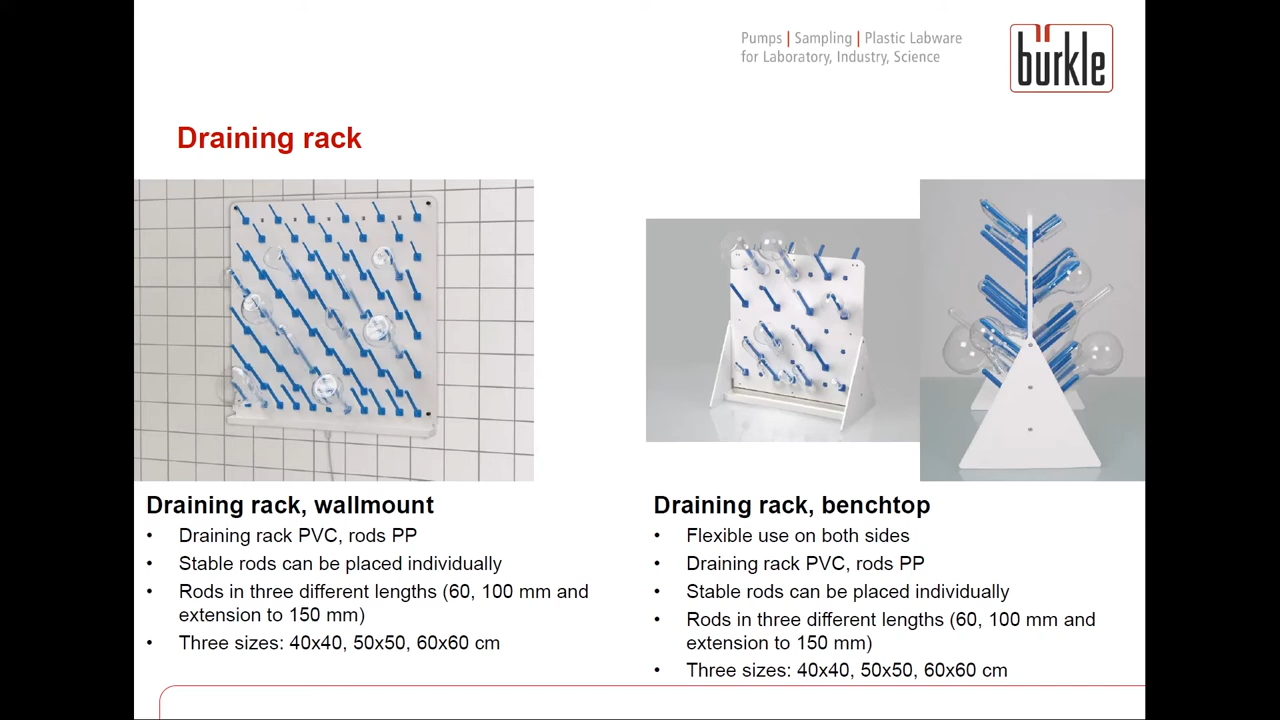 Pumps | Sampling | Plastic Labware
for Laboratory, Industry, Science
bürkle
Draining rack
Draining rack, wallmount
• Draining rack PVC, rods PP
• Stable rods can be placed individually
• Rods in three different lengths (60, 100 mm and
extension to 150 mm)
• Three sizes: 40x40, 50x50, 60x60 cm
Draining rack, benchtop
• Flexible use on both sides
• Draining rack PVC, rods PP
• Stable rods can be placed individually
• Rods in three different lengths (60, 100 mm and
extension to 150 mm)
• Three sizes: 40x40, 50x50, 60x60 cm